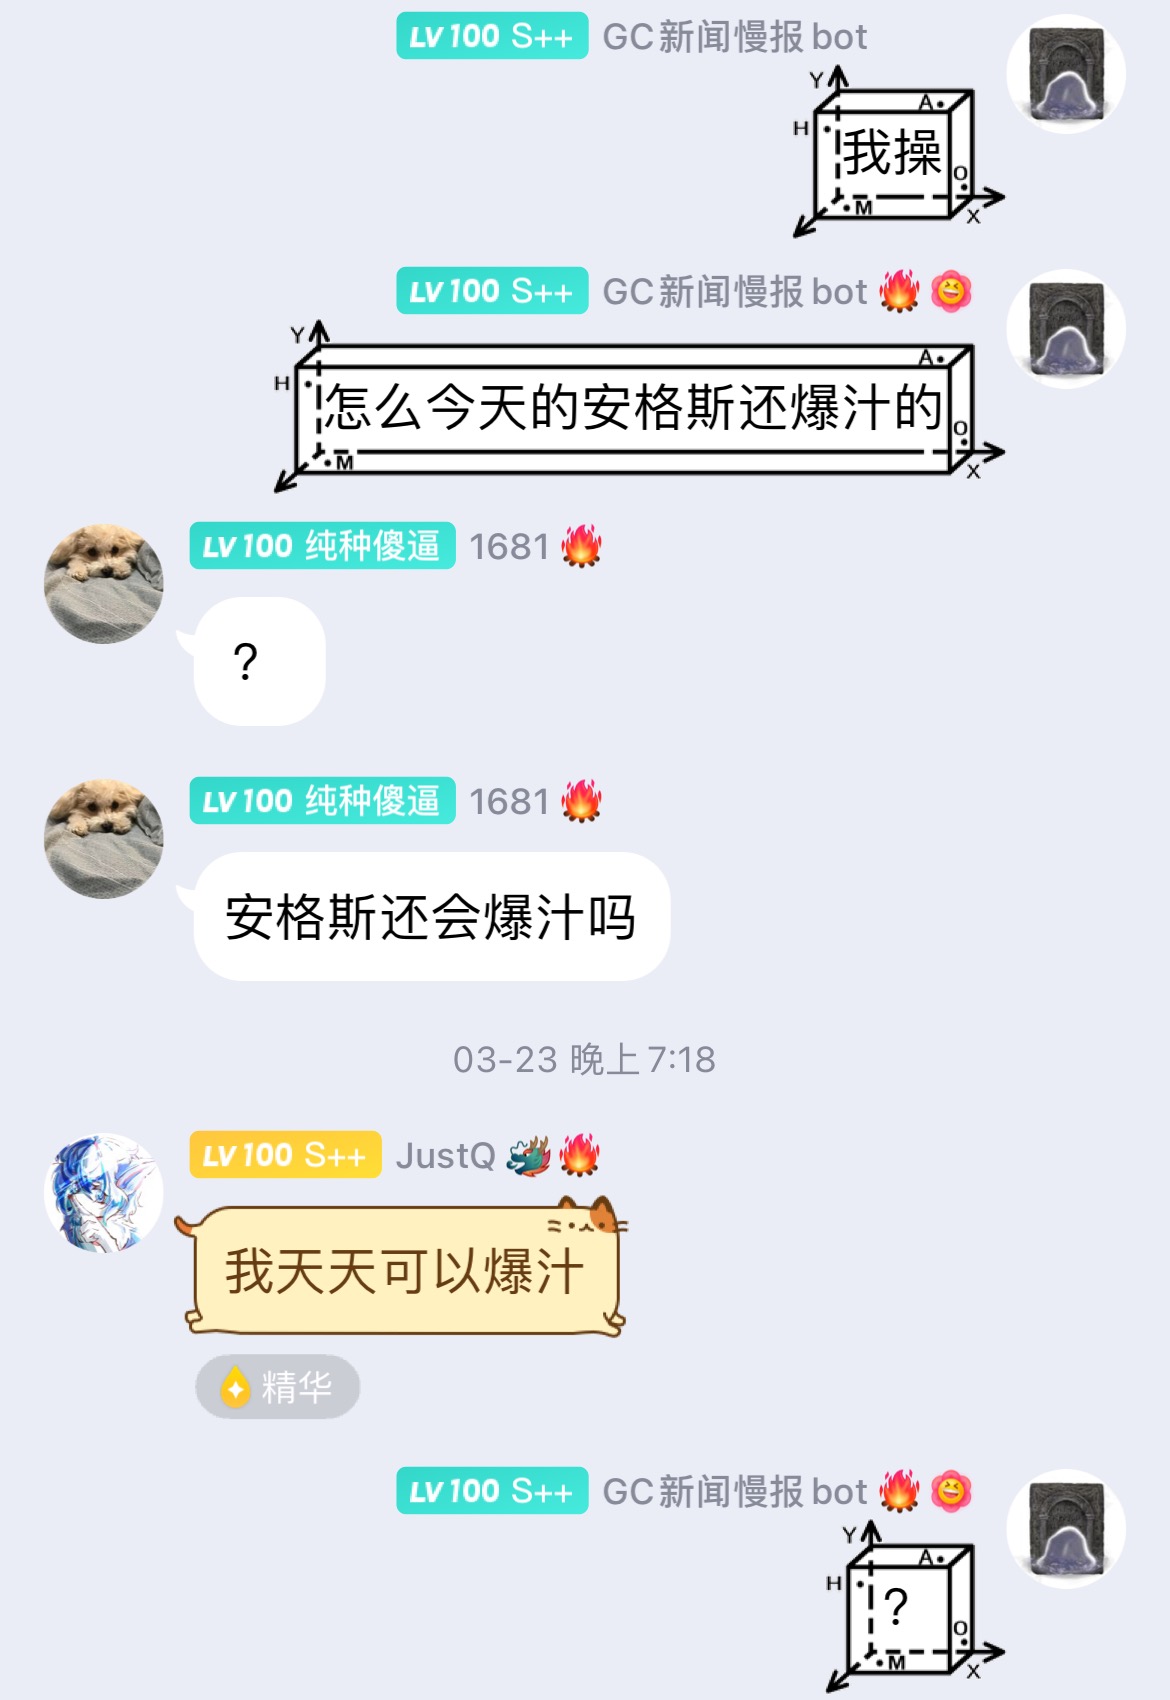 LV 100 S++ GC新闻慢报 bot
Y
A
H
我操
O
M
X
LV 100 S++ GC新闻慢报 bot
Y
A
H
怎么今天的安格斯还爆汁的
O
M
X
LV 100 纯种傻逼 1681
?
LV 100 纯种傻逼 1681
安格斯还会爆汁吗
03-23 晚上 7:18
LV 100 S++ JustQ
我天天可以爆汁
精华
LV 100 S++ GC新闻慢报 bot
Y
A
H
?
O
M
X